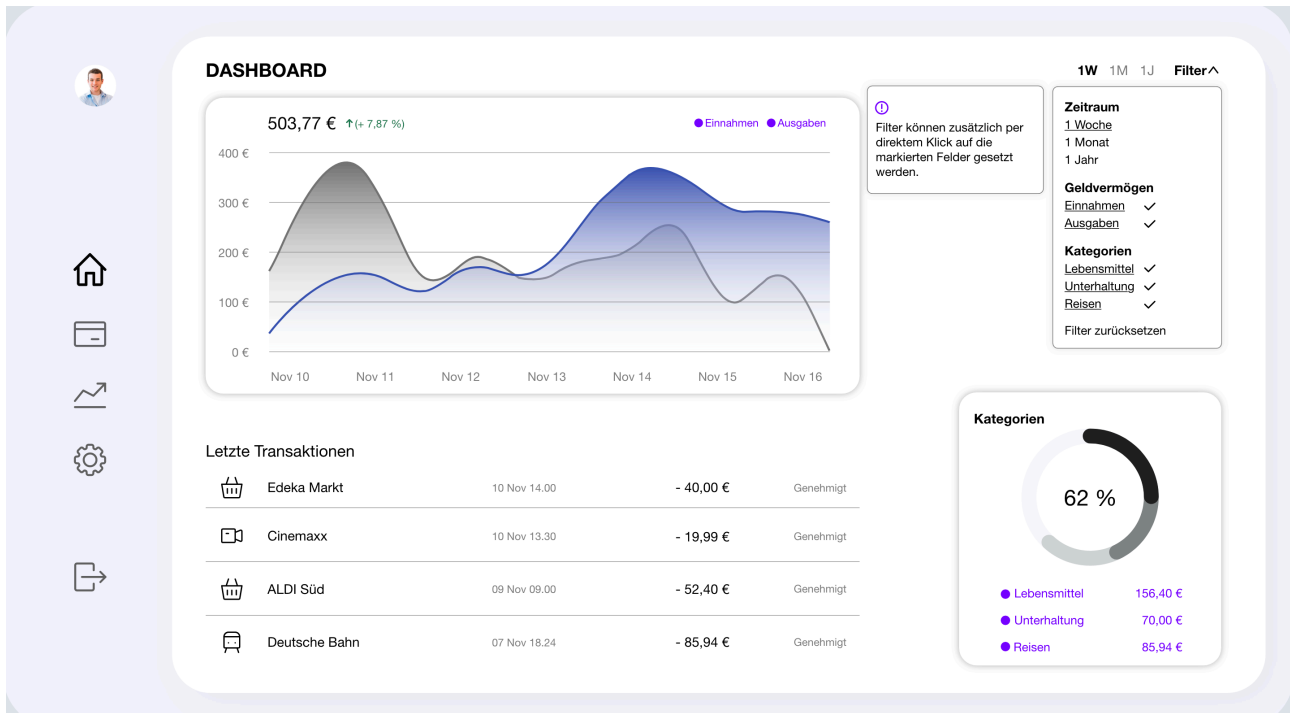 DASHBOARD
1W 1M 1J Filter
503,77 € (+ 7,87 %)
Einnahmen Ausgaben
400 €
300 €
200 €
100 €
0 €
Nov 10 Nov 11 Nov 12 Nov 13 Nov 14 Nov 15 Nov 16
Filter können zusätzlich per
direktem Klick auf die
markierten Felder gesetzt
werden.
Zeitraum
1 Woche
1 Monat
1 Jahr
Geldvermögen
Einnahmen
Ausgaben
Kategorien
Lebensmittel
Unterhaltung
Reisen
Filter zurücksetzen
Letzte Transaktionen
Edeka Markt 10 Nov 14.00 - 40,00 € Genehmigt
Cinemaxx 10 Nov 13.30 - 19,99 € Genehmigt
ALDI Süd 09 Nov 09.00 - 52,40 € Genehmigt
Deutsche Bahn 07 Nov 18.24 - 85,94 € Genehmigt
Kategorien
62 %
Lebensmittel 156,40 €
Unterhaltung 70,00 €
Reisen 85,94 €